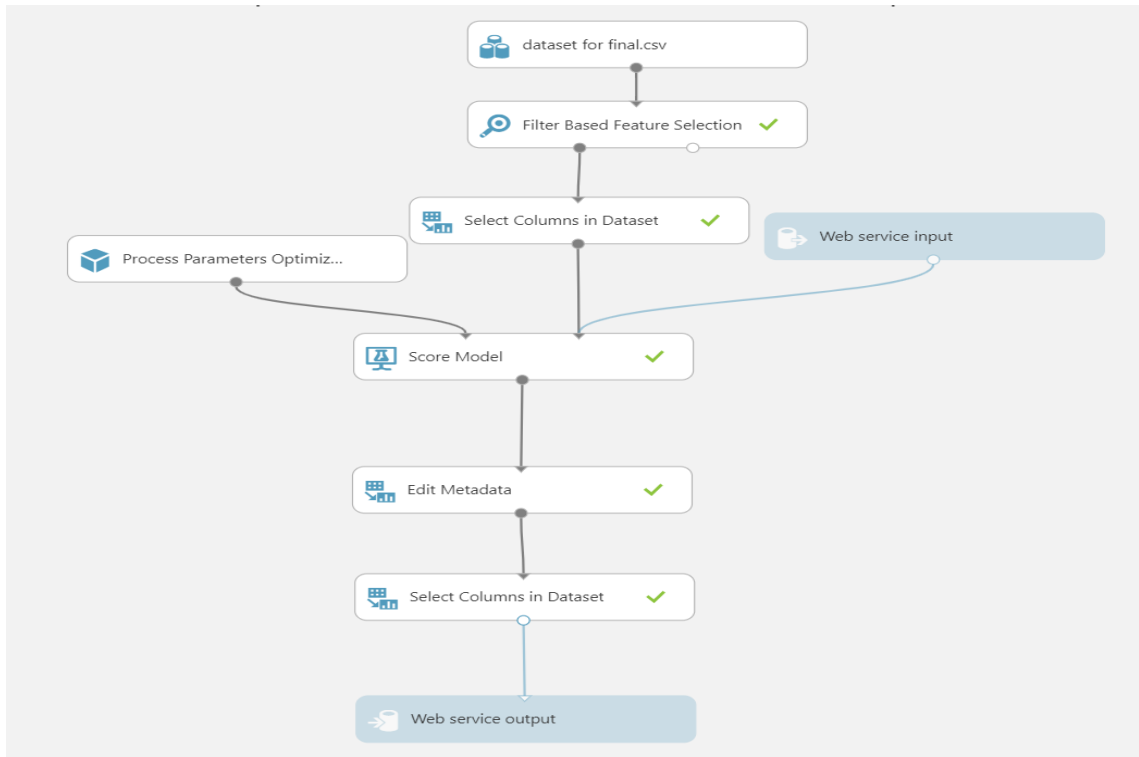 dataset for final.csv
Filter Based Feature Selection
Select Columns in Dataset
Web service input
Process Parameters Optimiz...
Score Model
Edit Metadata
Select Columns in Dataset
Web service output